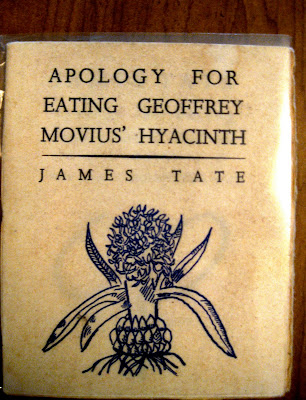 APOLOGY FOR
EATING GEOFFREY
MOVIUS' HYACINTH
JAMES TATE